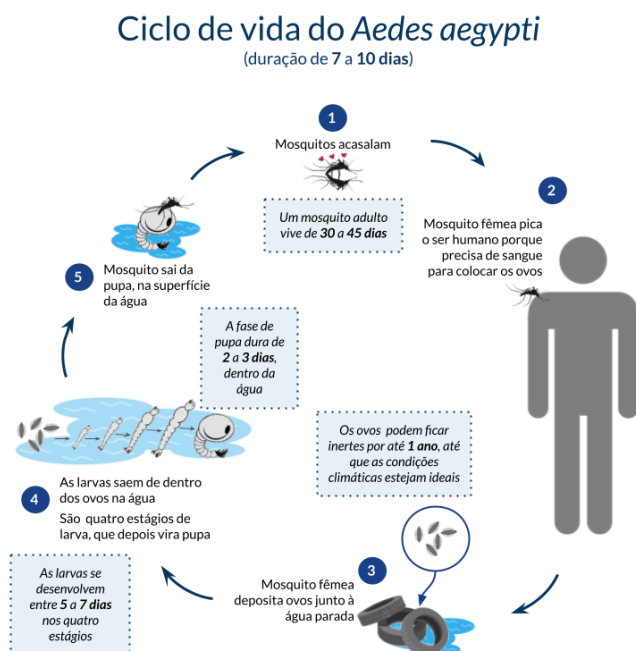 Ciclo de vida do Aedes aegypti
(duração de 7 a 10 dias)
1
Mosquitos acasalam
Um mosquito adulto
vive de 30 a 45 dias
2
Mosquito fêmea pica
o ser humano porque
precisa de sangue
para colocar os ovos
5
Mosquito sai da
pupa, na superfície
da água
A fase de
pupa dura de
2 a 3 dias,
dentro da
água
Os ovos podem ficar
inertes por até 1 ano, até
que as condições
climáticas estejam ideais
4
As larvas saem de dentro
dos ovos na água
São quatro estágios de
larva, que depois vira pupa
3
Mosquito fêmea
deposita ovos junto à
água parada
As larvas se
desenvolvem
entre 5 a 7 dias
nos quatro
estágios